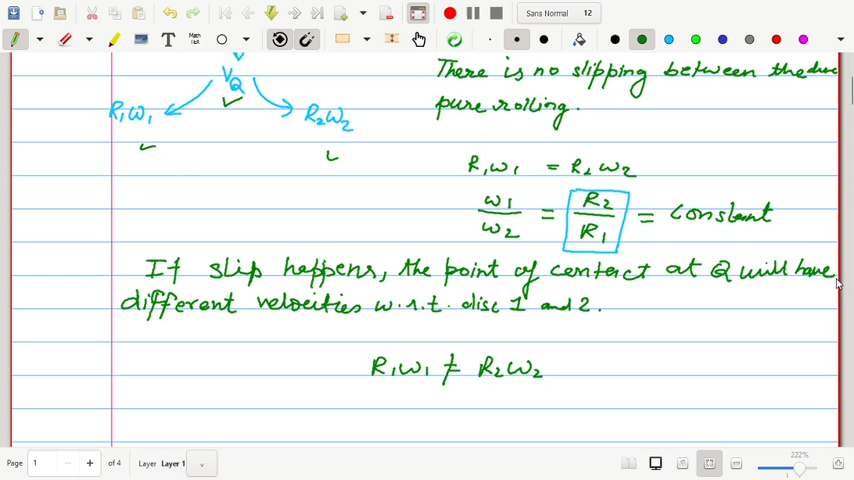 Sans Normal 12
T Math TEX
V_Q
R₁ω₁ R₂ω₂
There is no slipping between the
pure rolling.
R₁ω₁ = R₂ω₂
ω₁/ω₂ = R₂/R₁ = constant
If slip happens, the point of contact at Q will have
different velocities w.r.t. disc 1 and 2.
R₁ω₁ ≠ R₂ω₂
222%
Page 1 of 4 Layer Layer 1